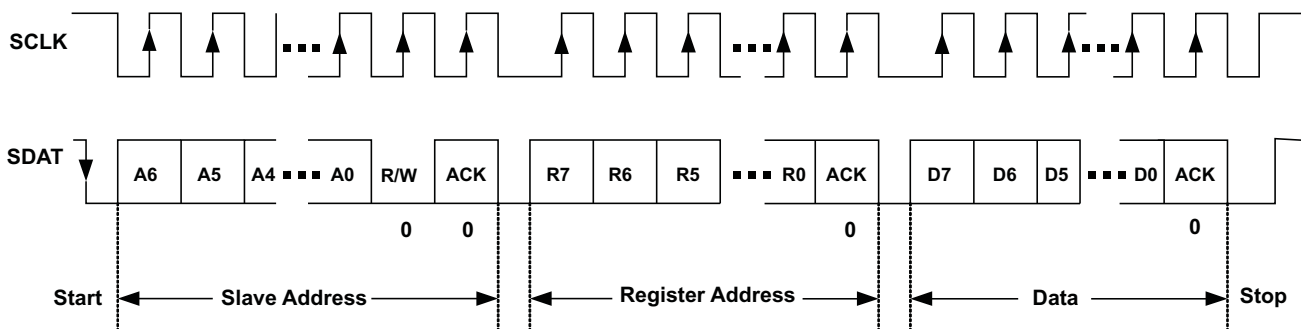 SCLK
SDAT
A6 A5 A4 A0 R/W ACK R7 R6 R5 R0 ACK D7 D6 D5 D0 ACK
0 0 0 0
Start Slave Address Register Address Data Stop